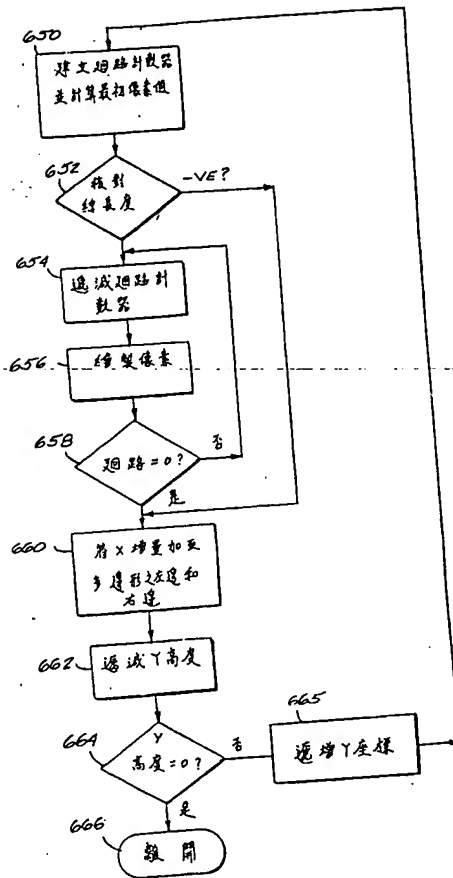 650
建立迴路計數器
並計算最初像素值
652
核對
線長度
-VE?
654
遞減迴路計
數器
656
繪製像素
658
迴路=0?
否
是
660
將X增量加至
多邊形之左邊和
右邊
662
遞減Y高度
664
Y
高度=0?
否
665
遞增Y座標
是
666
離開